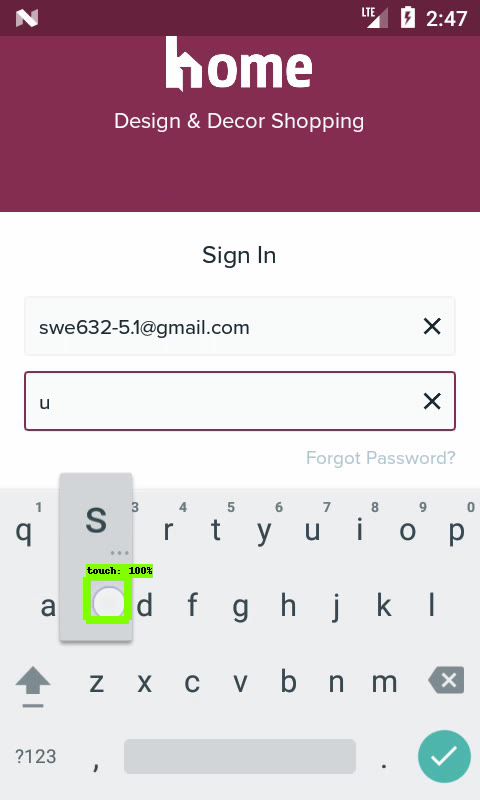 LTE 2:47
home
Design & Decor Shopping
Sign In
swe632-5.1@gmail.com
u
Forgot Password?
1 3 4 5 6 7 8 9 0
q s r t y u i o p
touch: 100%
a d f g h j k l
z x c v b n m
?123 , .